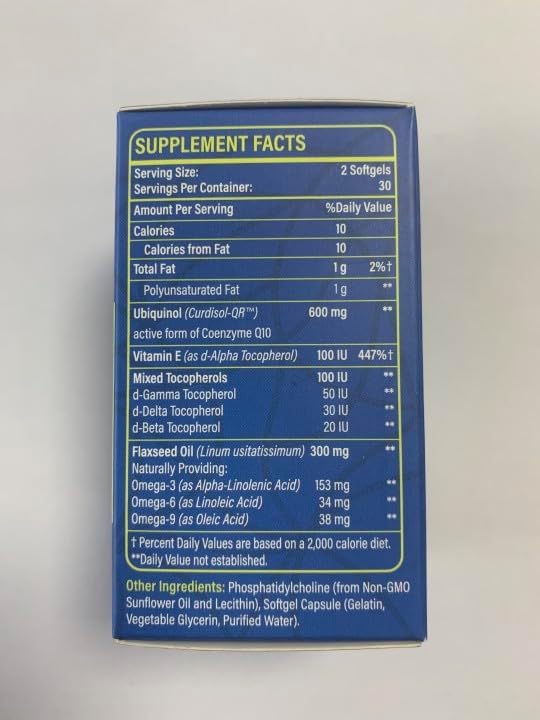 SUPPLEMENT FACTS
Serving Size: 2 Softgels
Servings Per Container: 30
Amount Per Serving %Daily Value
Calories 10
Calories from Fat 10
Total Fat 1 g 2%†
Polyunsaturated Fat 1 g **
Ubiquinol (Curdisol-QR™) 600 mg **
active form of Coenzyme Q10
Vitamin E (as d-Alpha Tocopherol) 100 IU 447%†
Mixed Tocopherols 100 IU **
d-Gamma Tocopherol 50 IU **
d-Delta Tocopherol 30 IU **
d-Beta Tocopherol 20 IU **
Flaxseed Oil (Linum usitatissimum) 300 mg **
Naturally Providing:
Omega-3 (as Alpha-Linolenic Acid) 153 mg **
Omega-6 (as Linoleic Acid) 34 mg **
Omega-9 (as Oleic Acid) 38 mg **
† Percent Daily Values are based on a 2,000 calorie diet.
**Daily Value not established.
Other Ingredients: Phosphatidylcholine (from Non-GMO
Sunflower Oil and Lecithin), Softgel Capsule (Gelatin,
Vegetable Glycerin, Purified Water).